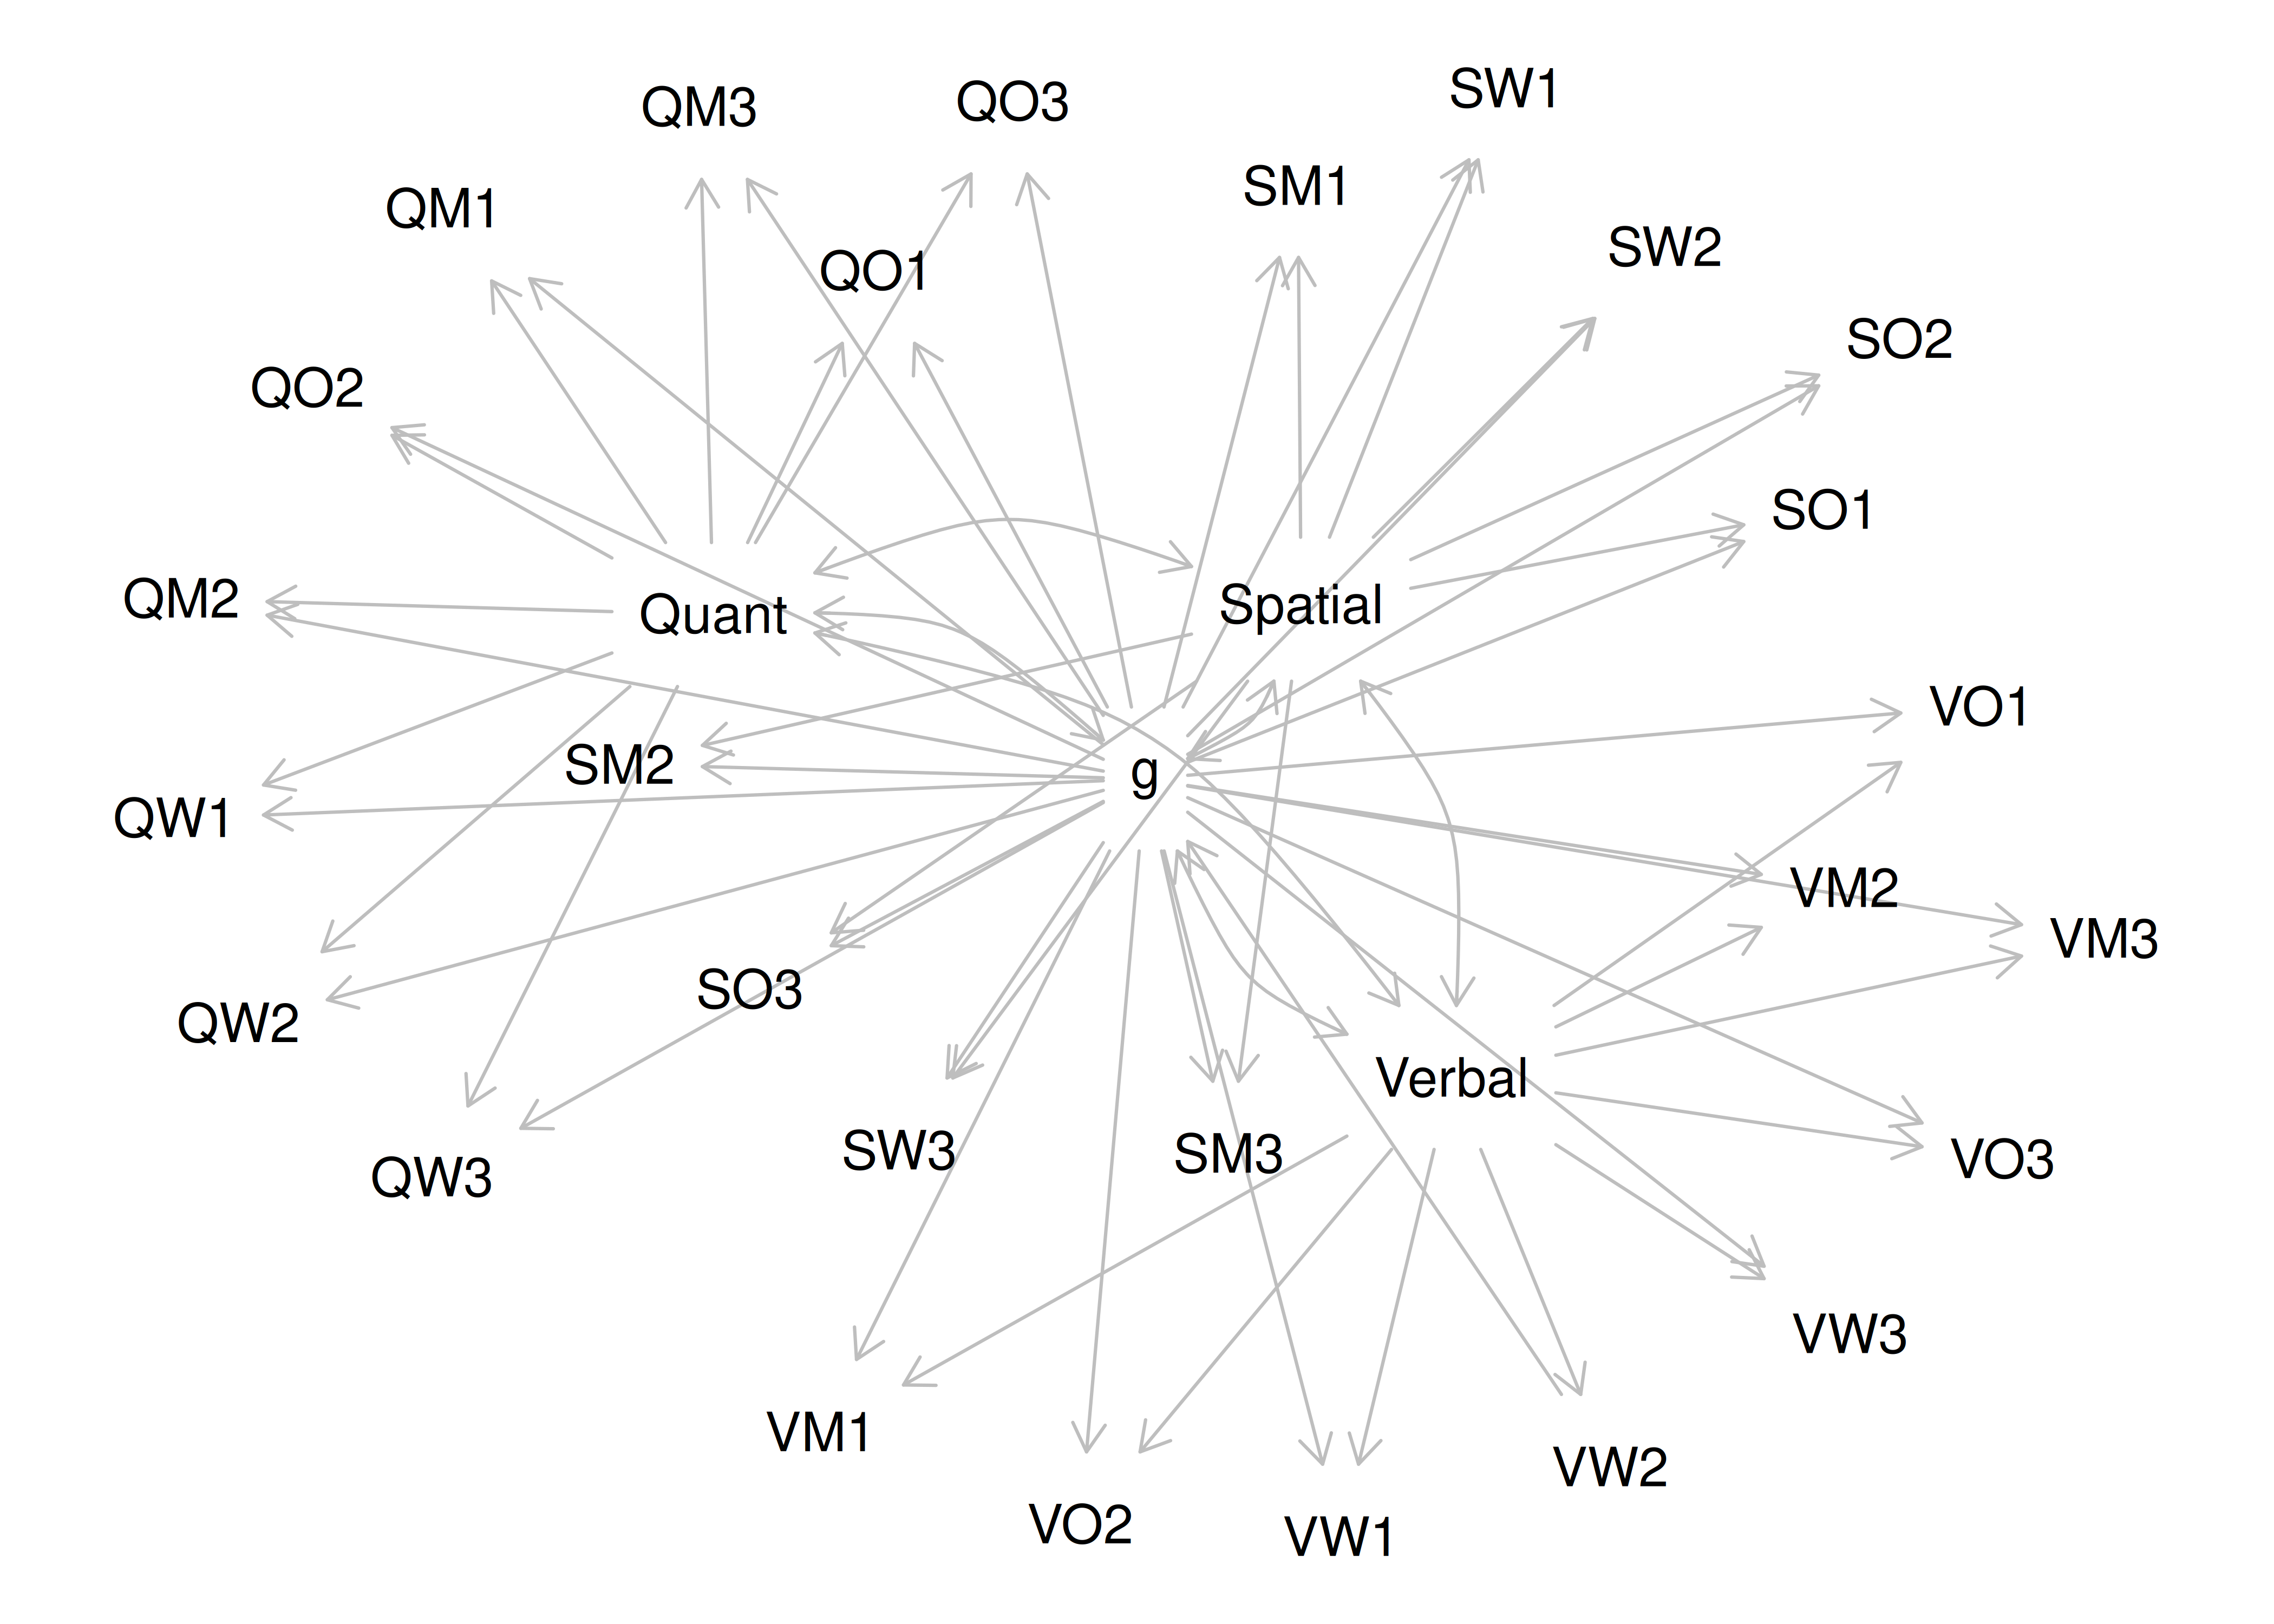 SW1
QM3
QO3
SM1
QM1
SW2
QO1
SO2
QO2
SO1
QM2
Quant
Spatial
VO1
SM2
g
QW1
VM2
VM3
SO3
QW2
Verbal
SW3
SM3
VO3
QW3
VW3
VM1
VW2
VO2
VW1